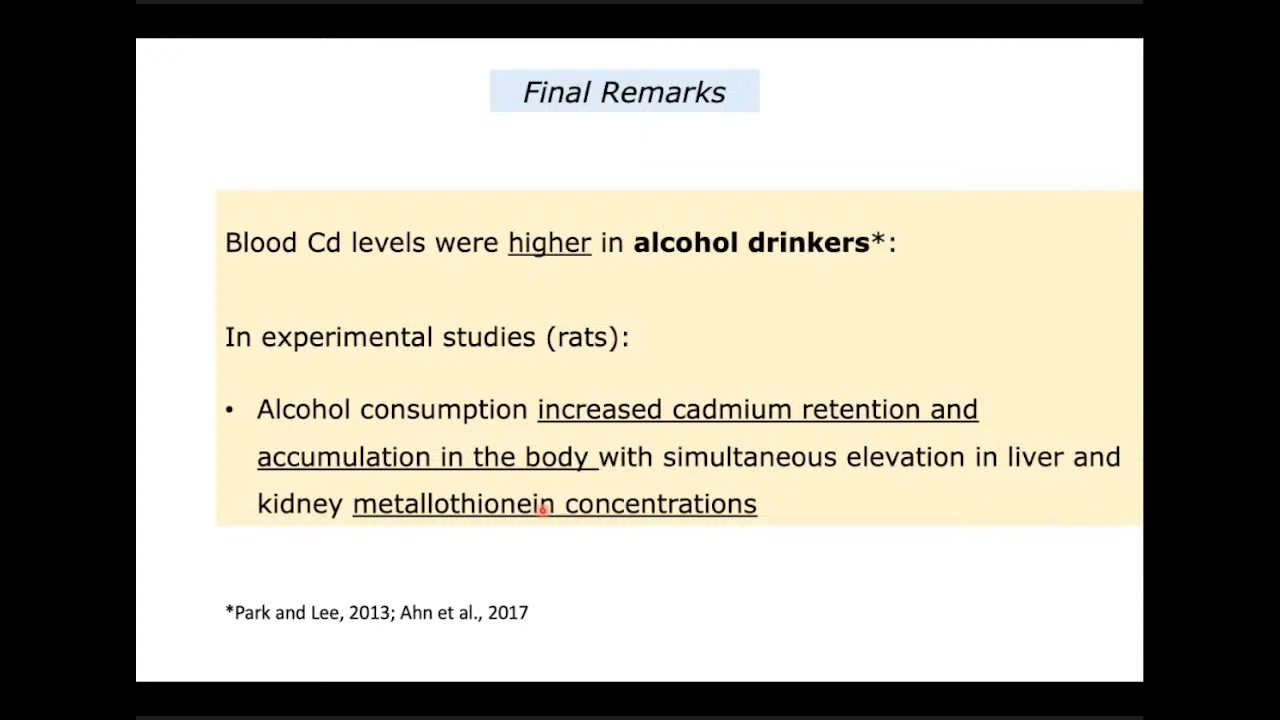 Final Remarks
Blood Cd levels were higher in alcohol drinkers*:
In experimental studies (rats):
• Alcohol consumption increased cadmium retention and
accumulation in the body with simultaneous elevation in liver and
kidney metallothionein concentrations
*Park and Lee, 2013; Ahn et al., 2017